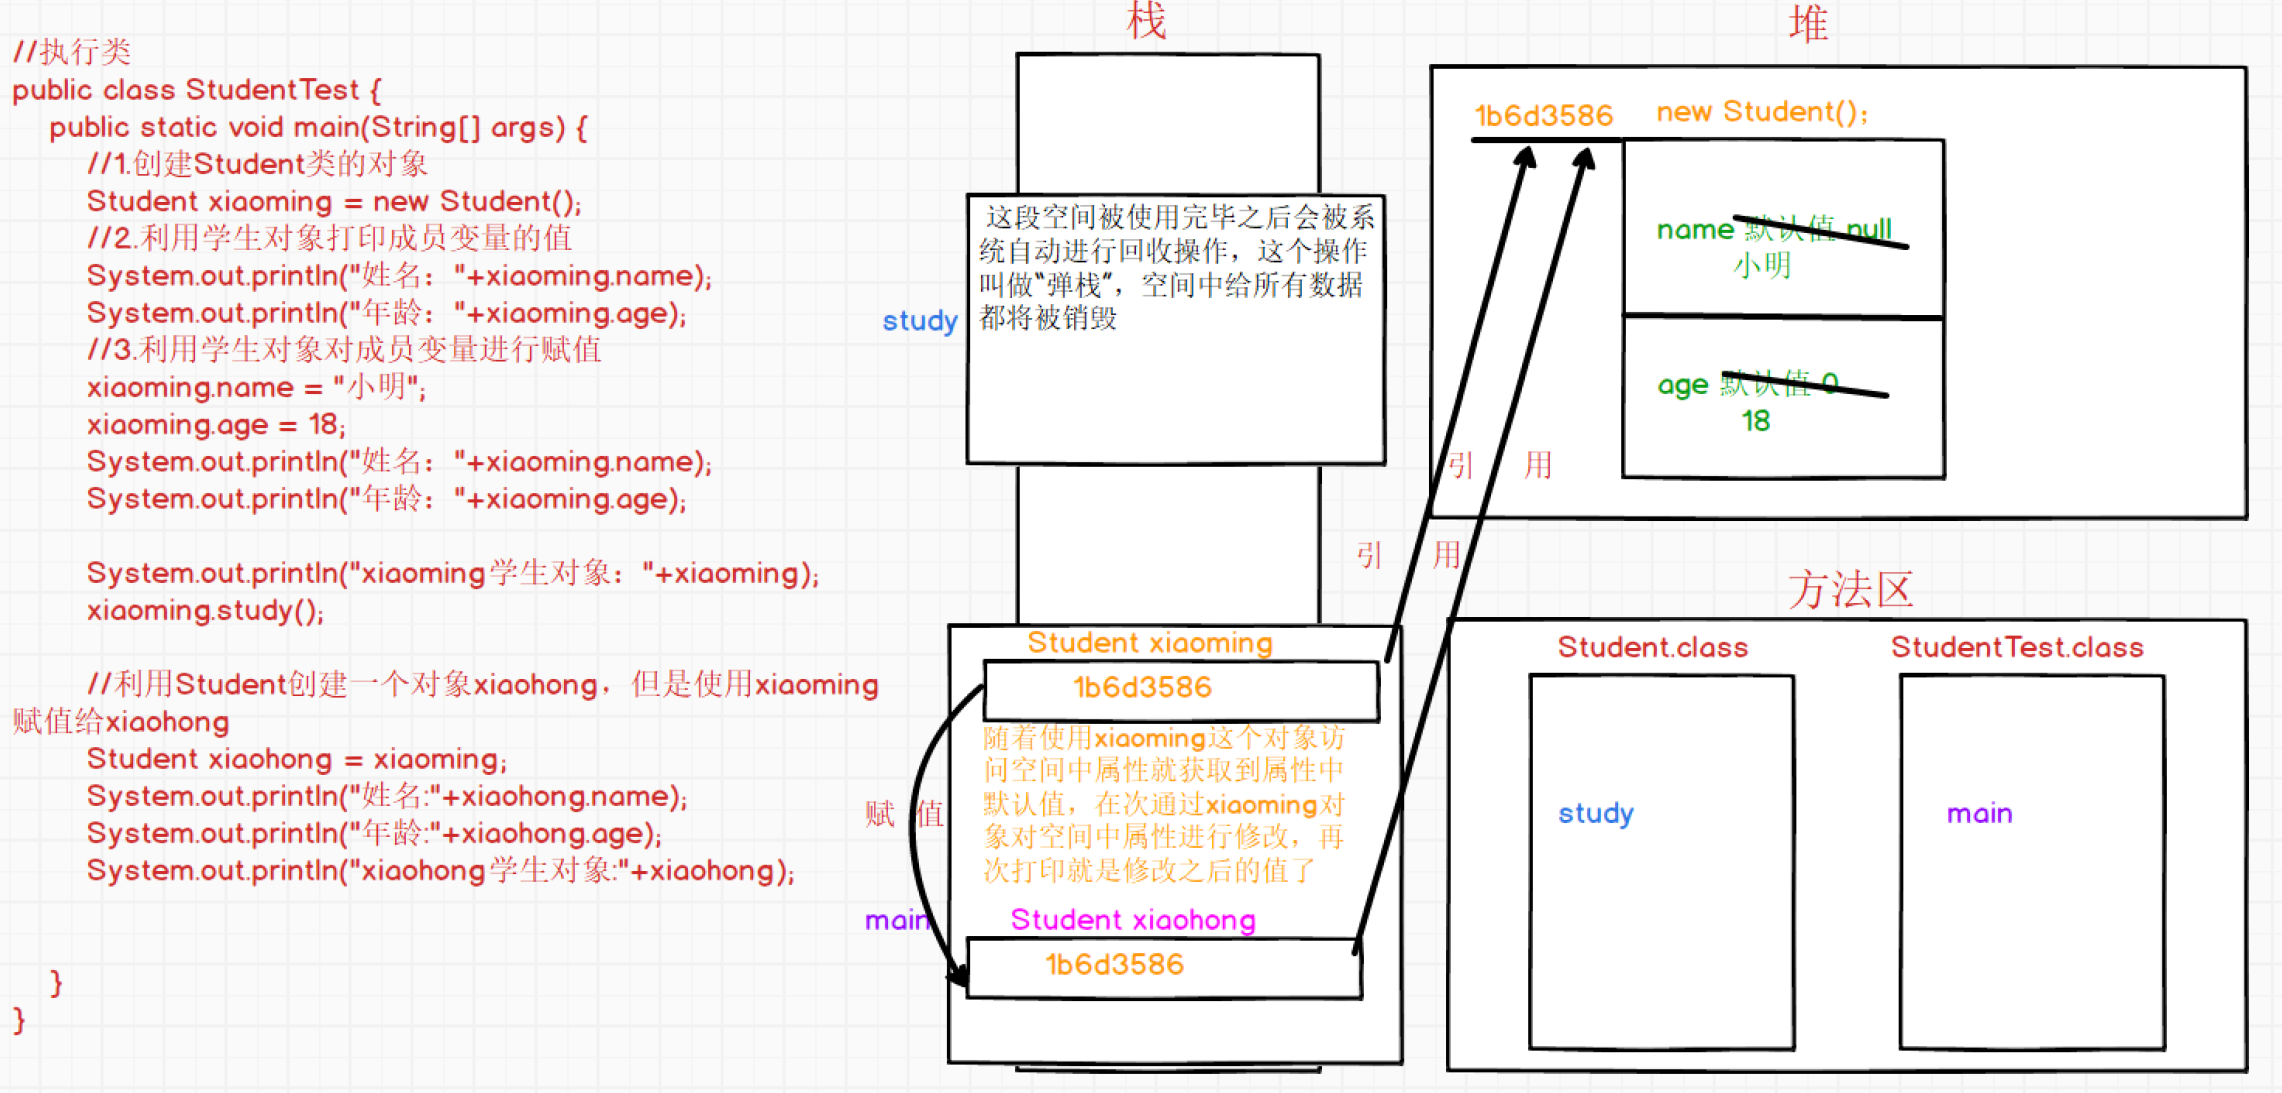 //执行类
public class StudentTest {
public static void main(String[] args) {
//1.创建Student类的对象
Student xiaoming = new Student();
//2.利用学生对象打印成员变量的值
System.out.println("姓名："+xiaoming.name);
System.out.println("年龄："+xiaoming.age);
//3.利用学生对象对成员变量进行赋值
xiaoming.name = "小明";
xiaoming.age = 18;
System.out.println("姓名："+xiaoming.name);
System.out.println("年龄："+xiaoming.age);
System.out.println("xiaoming学生对象："+xiaoming);
xiaoming.study();
//利用Student创建一个对象xiaohong，但是使用xiaoming
赋值给xiaohong
Student xiaohong = xiaoming;
System.out.println("姓名:"+xiaohong.name);
System.out.println("年龄:"+xiaohong.age);
System.out.println("xiaohong学生对象:"+xiaohong);
}
}
栈
这段空间被使用完毕之后会被系
统自动进行回收操作，这个操作
叫做“弹栈”，空间中给所有数据
都将被销毁
study
Student xiaoming
1b6d3586
随着使用xiaoming这个对象访
问空间中属性就获取到属性中
默认值，在次通过xiaoming对
象对空间中属性进行修改，再
次打印就是修改之后的值了
赋 值
main
Student xiaohong
1b6d3586
堆
1b6d3586
new Student();
name 默认值 null
小明
age 默认值 0
18
引 用
引 用
方法区
Student.class
study
StudentTest.class
main